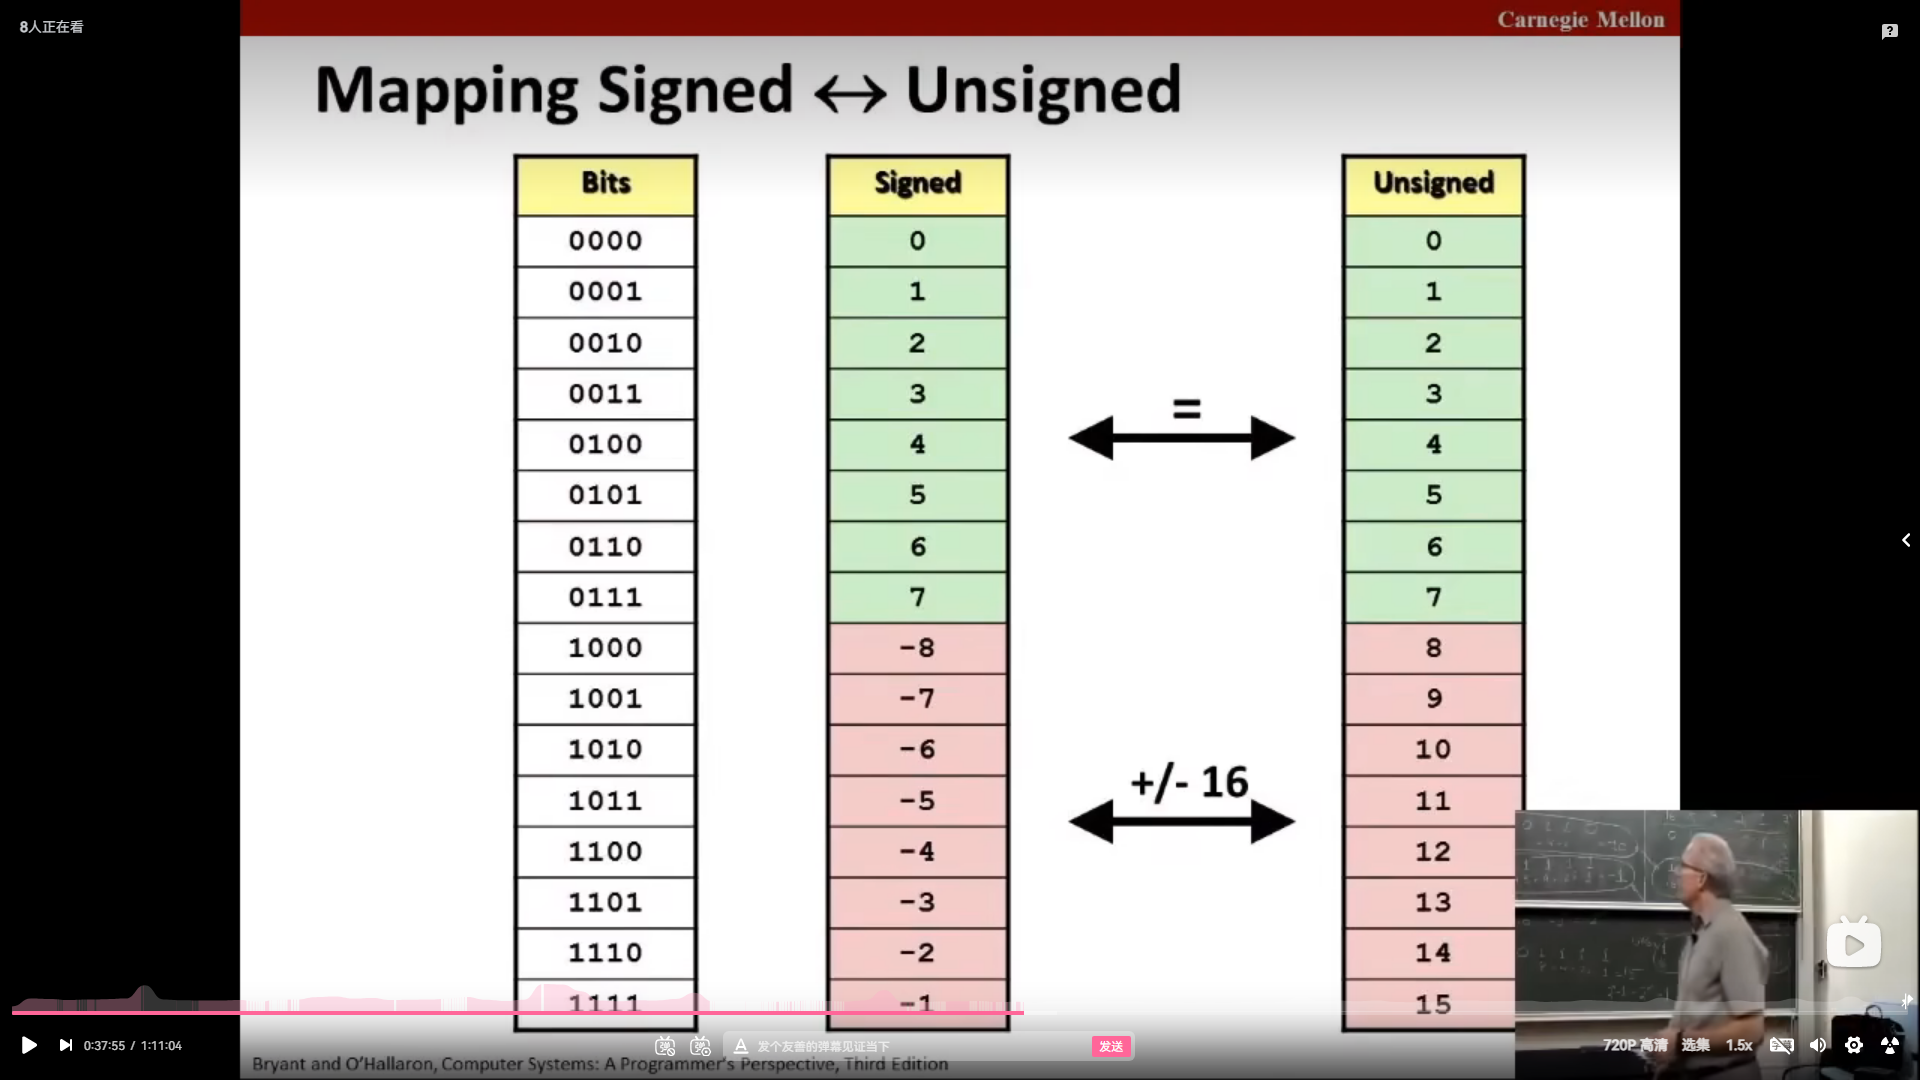 8人正在看
Carnegie Mellon
Mapping Signed ↔ Unsigned
Bits Signed Unsigned
0000 0 0
0001 1 1
0010 2 2
0011 3 3
0100 4 4
0101 5 5
0110 6 6
0111 7 7
=
1000 -8 8
1001 -7 9
1010 -6 10
1011 -5 11
1100 -4 12
1101 -3 13
1110 -2 14
1111 -1 15
+/- 16
0:37:55 / 1:11:04
弹 弹 A 发个友善的弹幕见证当下 发送
720P 高清 选集 1.5x
Bryant and O'Hallaron, Computer Systems: A Programmer's Perspective, Third Edition